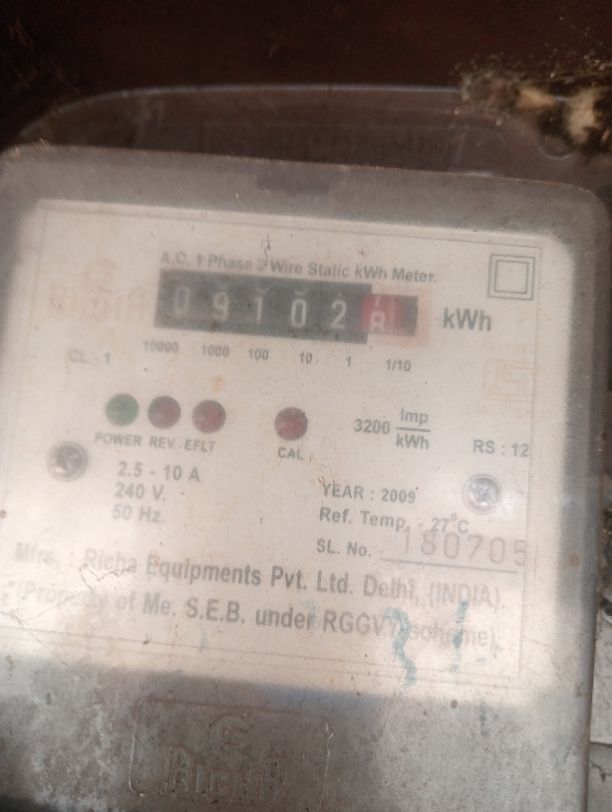 A.C. 1 Phase 2 Wire Static kWh Meter.
0 9 1 0 2 8 kWh
10000 1000 100 10 1 1/10
CL - 1
3200 Imp/kWh
RS : 12
POWER REV. EFLT CAL
2.5 - 10 A
240 V.
50 Hz.
YEAR : 2009
Ref. Temp. - 27°C
SL. No. 180705
Mfrs. : Richa Equipments Pvt. Ltd. Delhi, (INDIA).
Property of Me. S.E.B. under RGGVY scheme).
RICHA